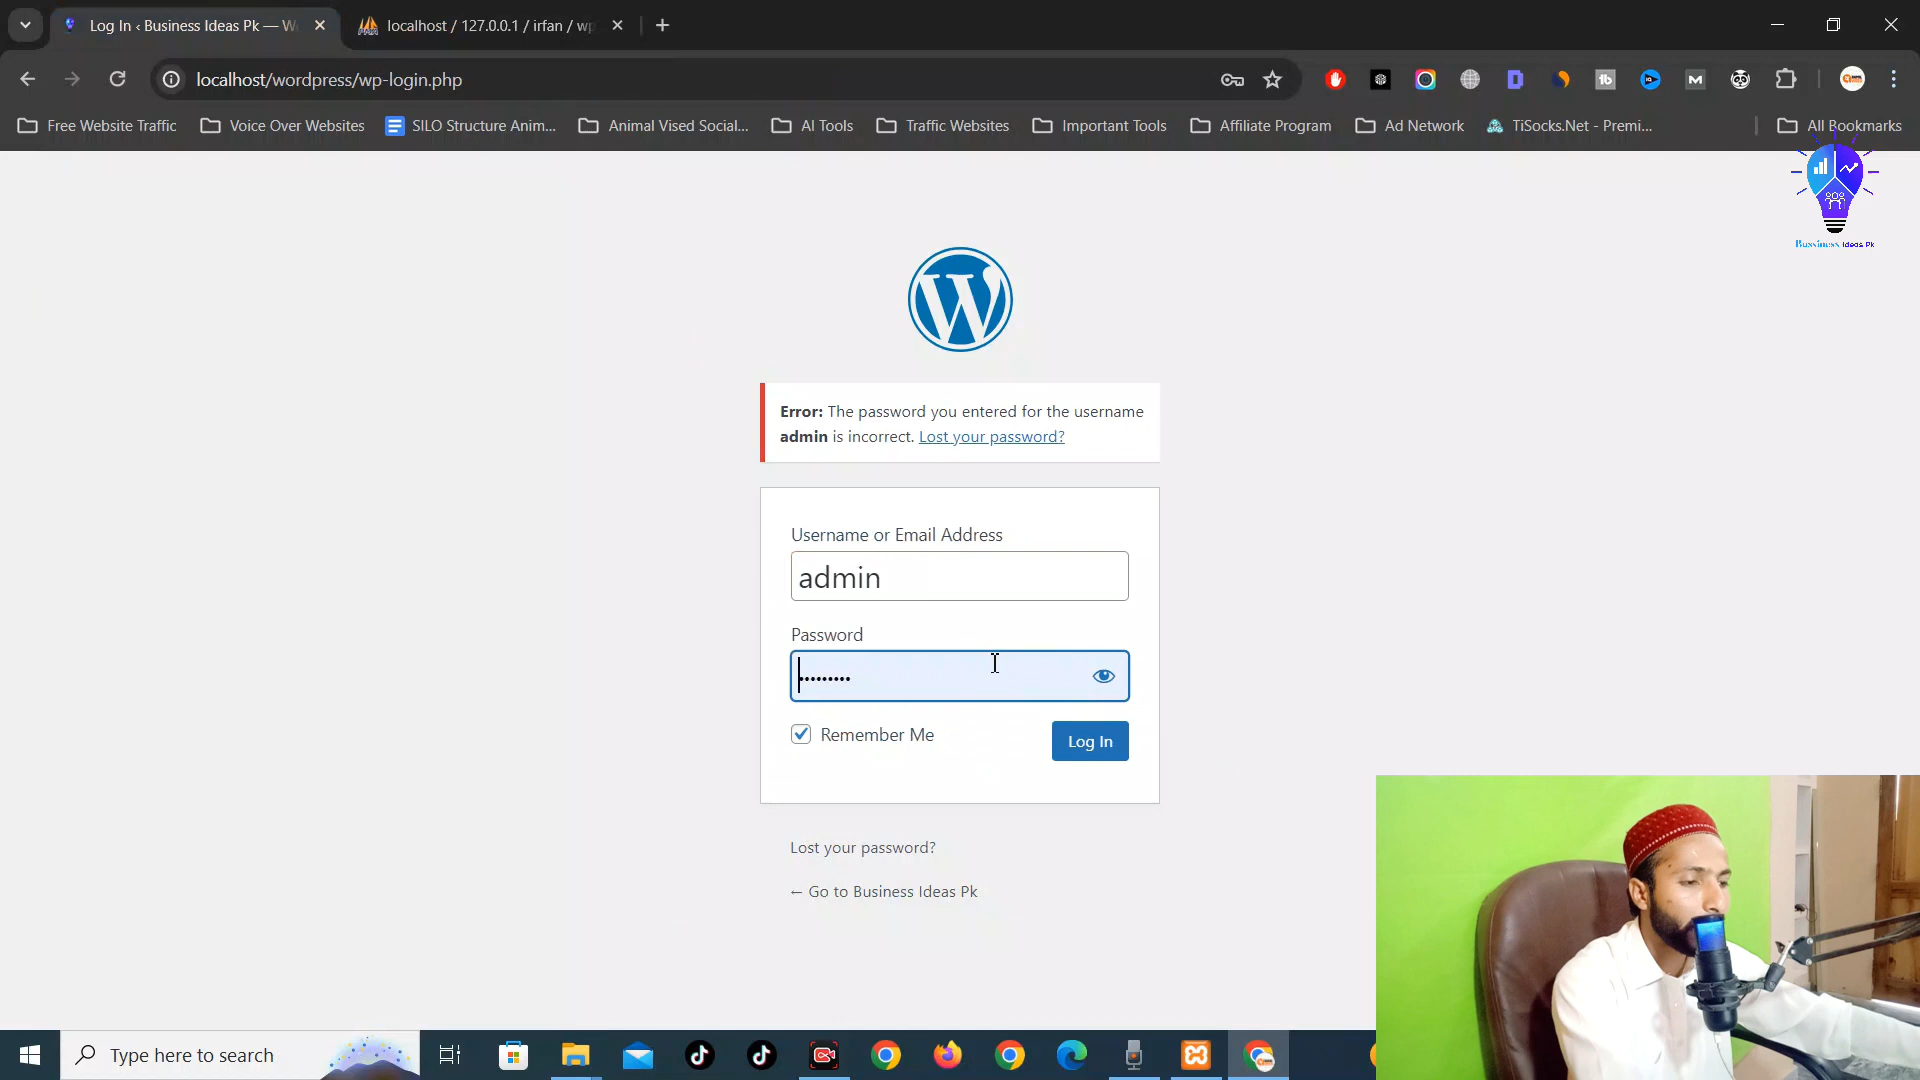 Log In ‹ Business Ideas Pk — W
localhost / 127.0.0.1 / irfan / wp
localhost/wordpress/wp-login.php
Free Website Traffic
Voice Over Websites
SILO Structure Anim...
Animal Vised Social...
AI Tools
Traffic Websites
Important Tools
Affiliate Program
Ad Network
TiSocks.Net - Premi...
All Bookmarks
Bussiness Ideas Pk
Error: The password you entered for the username
admin is incorrect. Lost your password?
Username or Email Address
admin
Password
Remember Me
Log In
Lost your password?
← Go to Business Ideas Pk
Type here to search